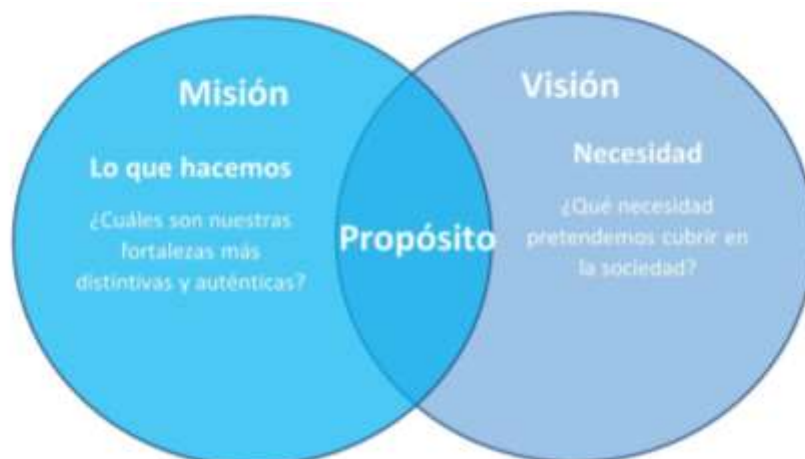 Misión
Lo que hacemos
¿Cuáles son nuestras
fortalezas más
distintivas y auténticas?
Propósito
Visión
Necesidad
¿Qué necesidad
pretendemos cubrir en
la sociedad?